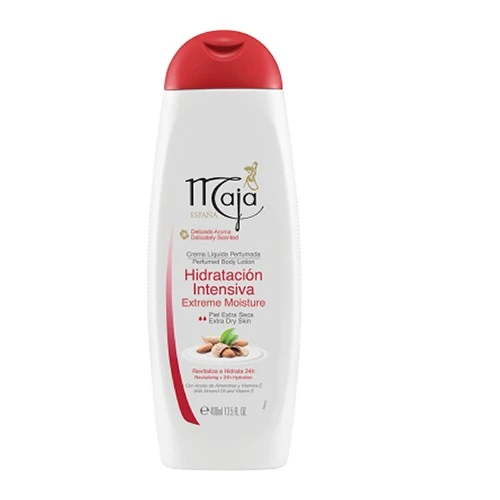 Maja
ESPAÑA
Delicado Aroma
Delicately Scented
Crema Líquida Perfumada
Perfumed Body Lotion
Hidratación
Intensiva
Extreme Moisture
Piel Extra Seca
Extra Dry Skin
Revitaliza e Hidrata 24h
Revitalizing + 24h Hydration
Con Aceite de Almendras y Vitamina E
With Almond Oil and Vitamin E
e 400ml 13.5 FL. OZ.